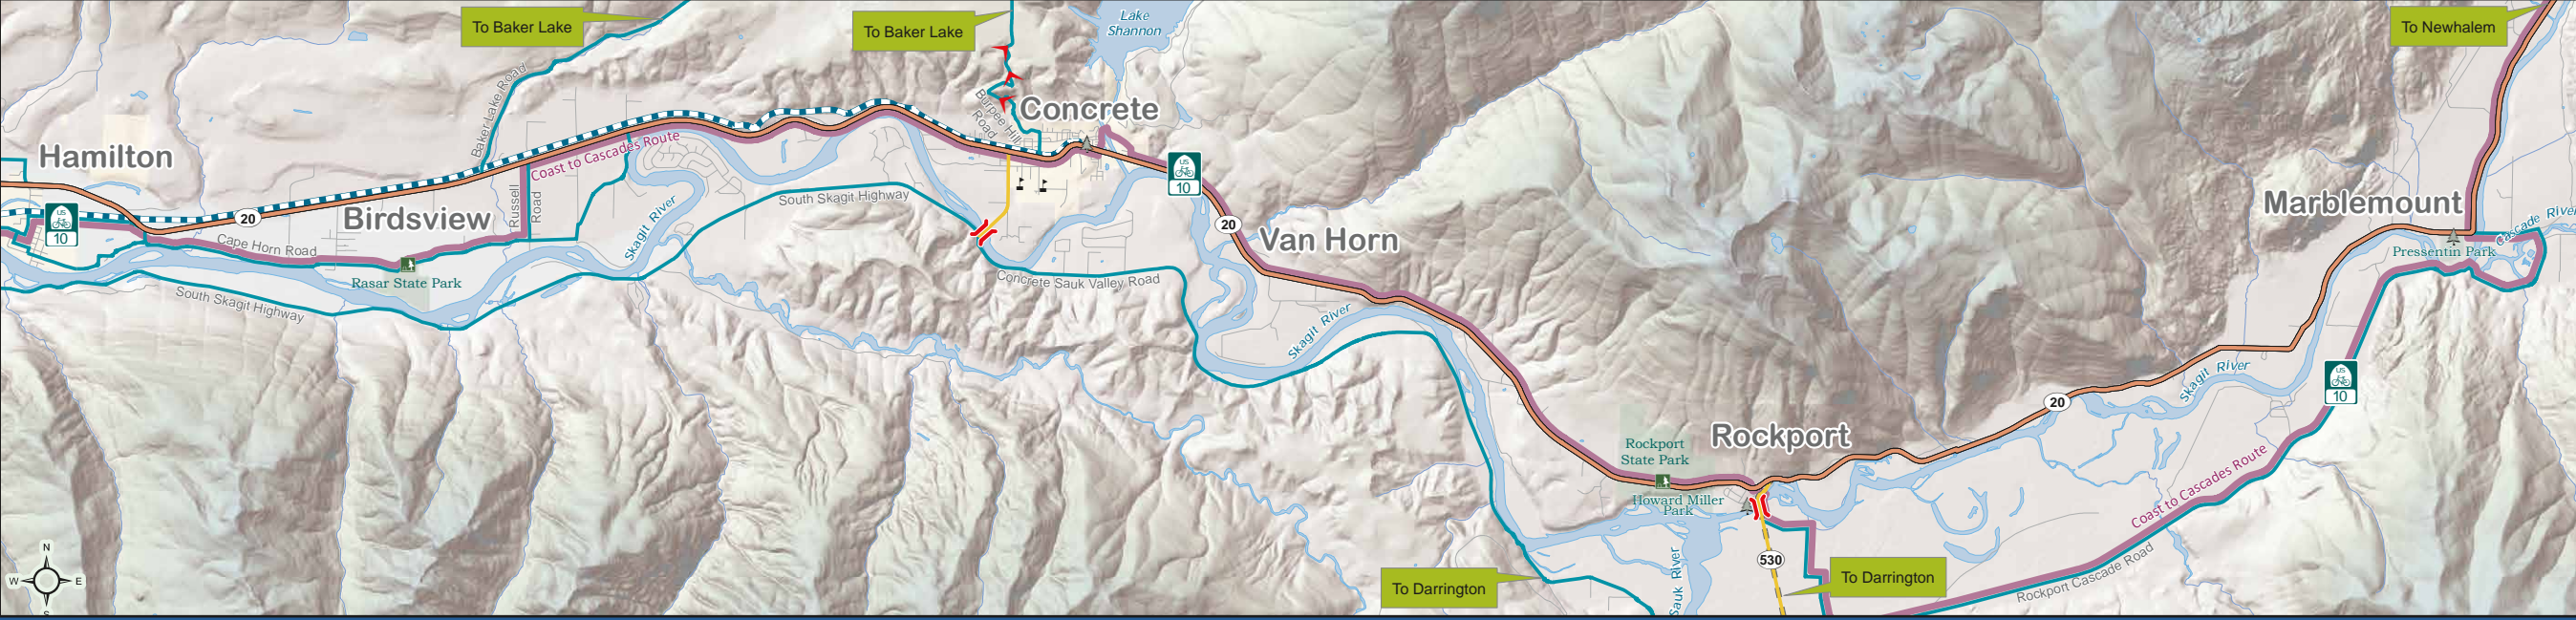 To Baker Lake
To Baker Lake
Lake
Shannon
To Newhalem
Baker Lake Road
Burpee Hill
Road
Concrete
Hamilton
Coast to Cascades Route
US
10
US
10
20
Birdsview
Russell
Road
Skagit River
South Skagit Highway
Cape Horn Road
Rasar State Park
South Skagit Highway
20
Van Horn
Concrete Sauk Valley Road
Skagit River
Marblemount
Cascade River
Pressentin Park
Skagit River
US
10
20
Rockport
Rockport
State Park
Howard Miller
Park
Coast to Cascades Route
Rockport Cascade Road
530
Sauk River
To Darrington
To Darrington
N
W
E
S